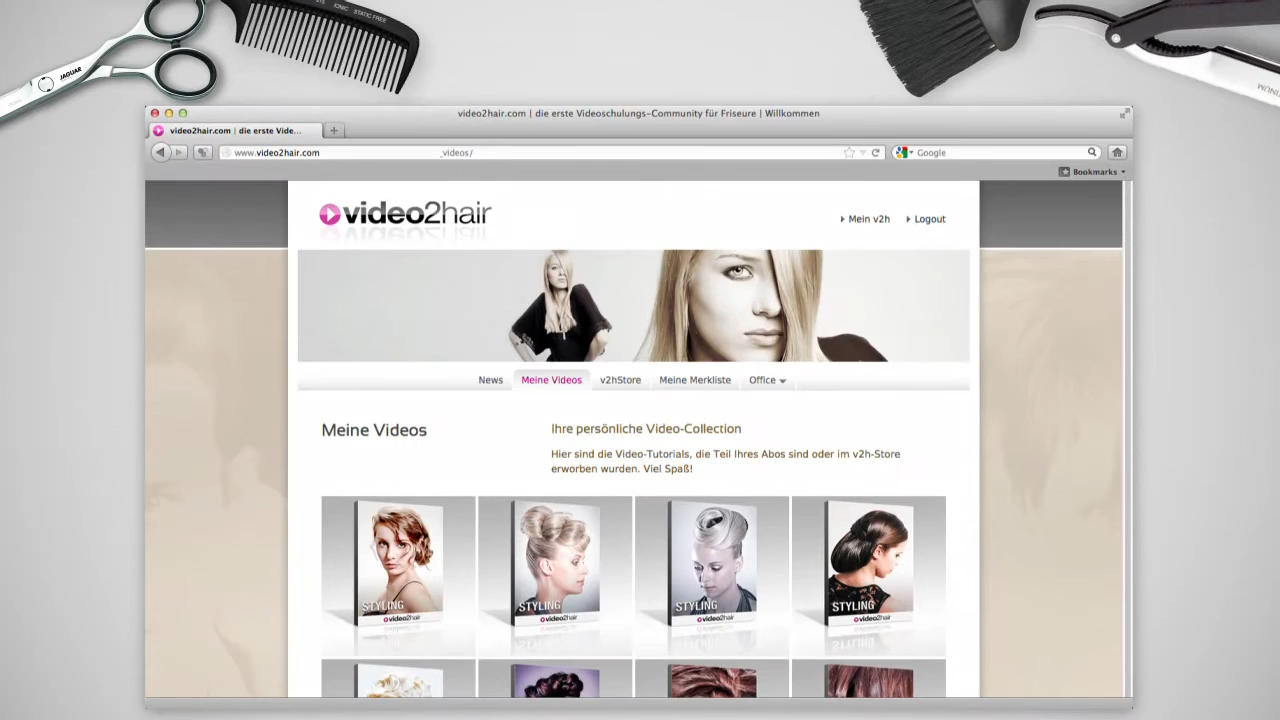 IONIC STATIC FREE
JAGUAR
video2hair.com | die erste Videoschulungs-Community für Friseure | Willkommen
video2hair.com | die erste Vide...
www.video2hair.com _videos/
Google
Bookmarks
video2hair
Mein v2h
Logout
News
Meine Videos
v2hStore
Meine Merkliste
Office
Meine Videos
Ihre persönliche Video-Collection
Hier sind die Video-Tutorials, die Teil Ihres Abos sind oder im v2h-Store
erworben wurden. Viel Spaß!
STYLING
video2hair
STYLING
video2hair
STYLING
video2hair
STYLING
video2hair